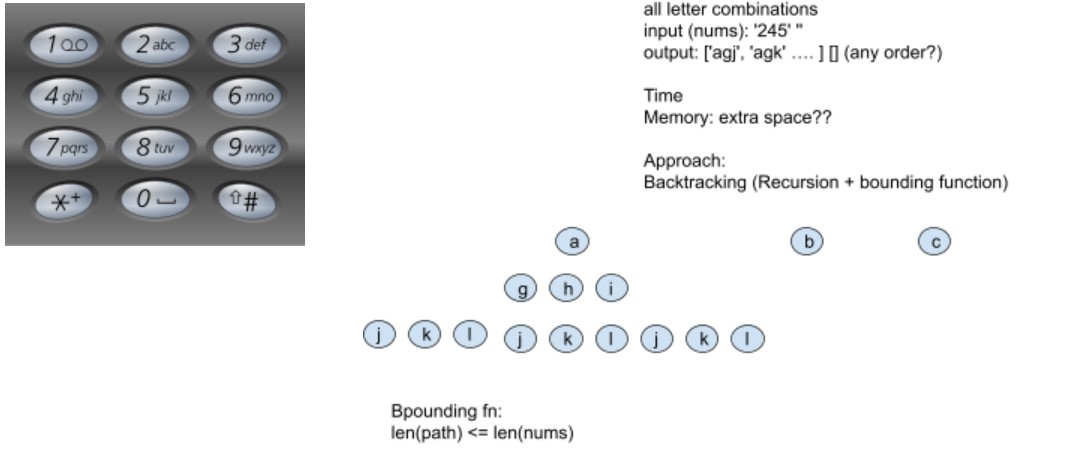 1 ⚇ 2 abc 3 def
4 ghi 5 jkl 6 mno
7 pqrs 8 tuv 9 wxyz
*+ 0 ⎵ ⇧#
all letter combinations
input (nums): '245' ''
output: ['agj', 'agk' …. ] [] (any order?)
Time
Memory: extra space??
Approach:
Backtracking (Recursion + bounding function)
a b c
g h i
j k l j k l j k l
Bpounding fn:
len(path) <= len(nums)